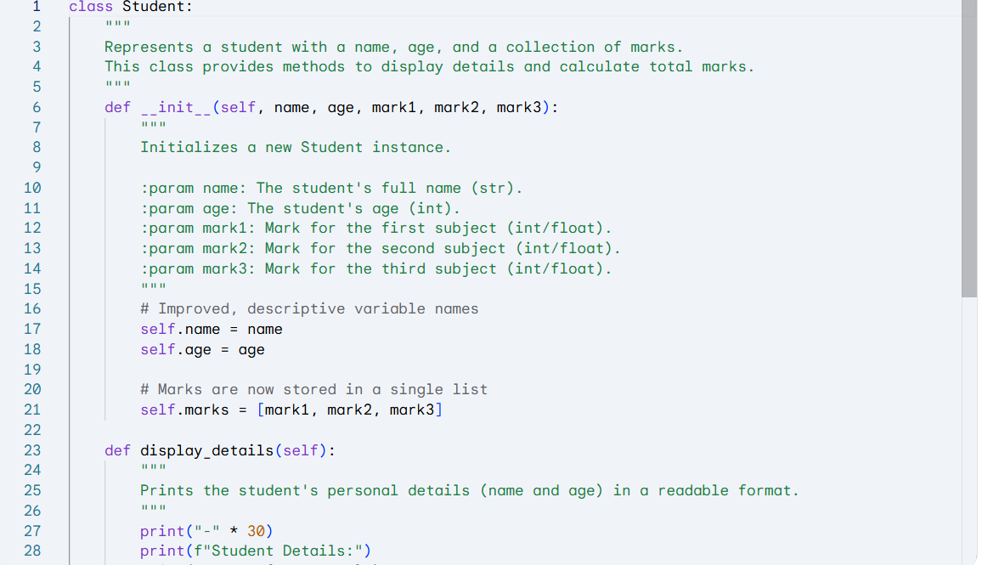 1 class Student:
2 """
3 Represents a student with a name, age, and a collection of marks.
4 This class provides methods to display details and calculate total marks.
5 """
6 def __init__(self, name, age, mark1, mark2, mark3):
7 """
8 Initializes a new Student instance.
9
10 :param name: The student's full name (str).
11 :param age: The student's age (int).
12 :param mark1: Mark for the first subject (int/float).
13 :param mark2: Mark for the second subject (int/float).
14 :param mark3: Mark for the third subject (int/float).
15 """
16 # Improved, descriptive variable names
17 self.name = name
18 self.age = age
19
20 # Marks are now stored in a single list
21 self.marks = [mark1, mark2, mark3]
22
23 def display_details(self):
24 """
25 Prints the student's personal details (name and age) in a readable format.
26 """
27 print("-" * 30)
28 print(f"Student Details:")